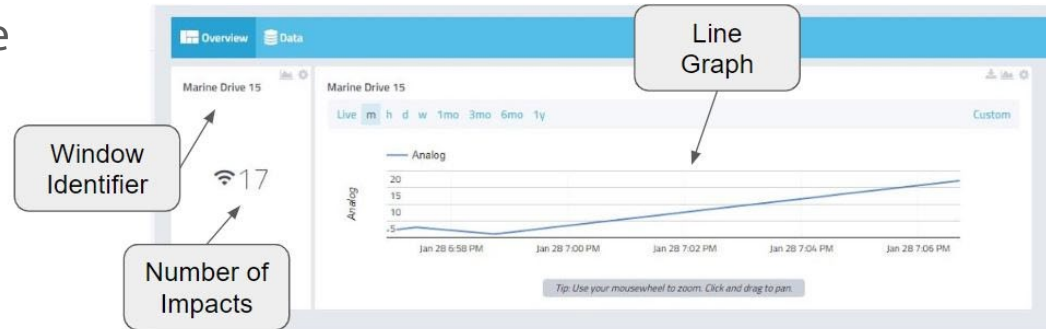 e
Overview Data
Line
Graph
Marine Drive 15
Marine Drive 15
Live m h d w 1mo 3mo 6mo 1y Custom
Window
Identifier
Analog
17
Analog
20
15
10
5
Jan 28 6:58 PM Jan 28 7:00 PM Jan 28 7:02 PM Jan 28 7:04 PM Jan 28 7:06 PM
Number of
Impacts
Tip: Use your mousewheel to zoom. Click and drag to pan.